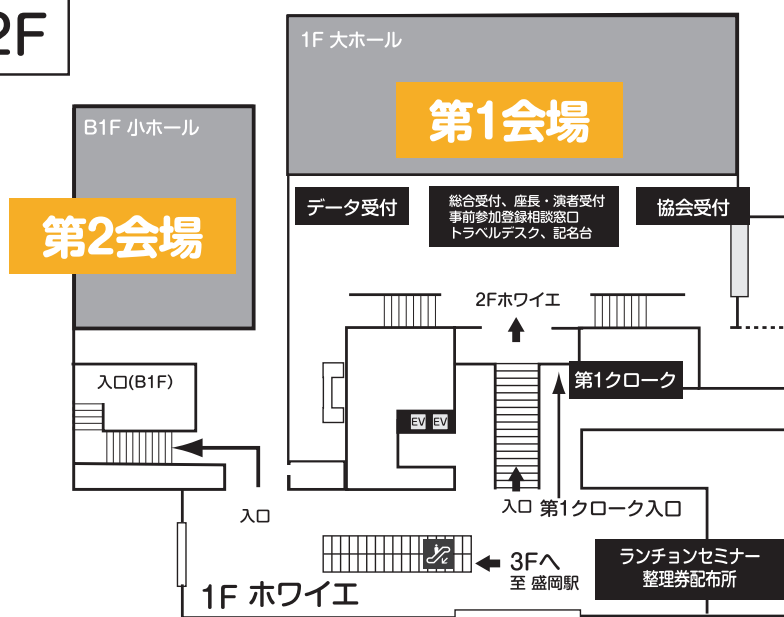 2F
1F 大ホール
第1会場
B1F 小ホール
第2会場
データ受付
総合受付、座長・演者受付
事前参加登録相談窓口
トラベルデスク、記名台
協会受付
2Fホワイエ
入口(B1F)
第1クローク
EV EV
入口
入口
第1クローク入口
3Fへ
至 盛岡駅
ランチョンセミナー
整理券配布所
1F ホワイエ